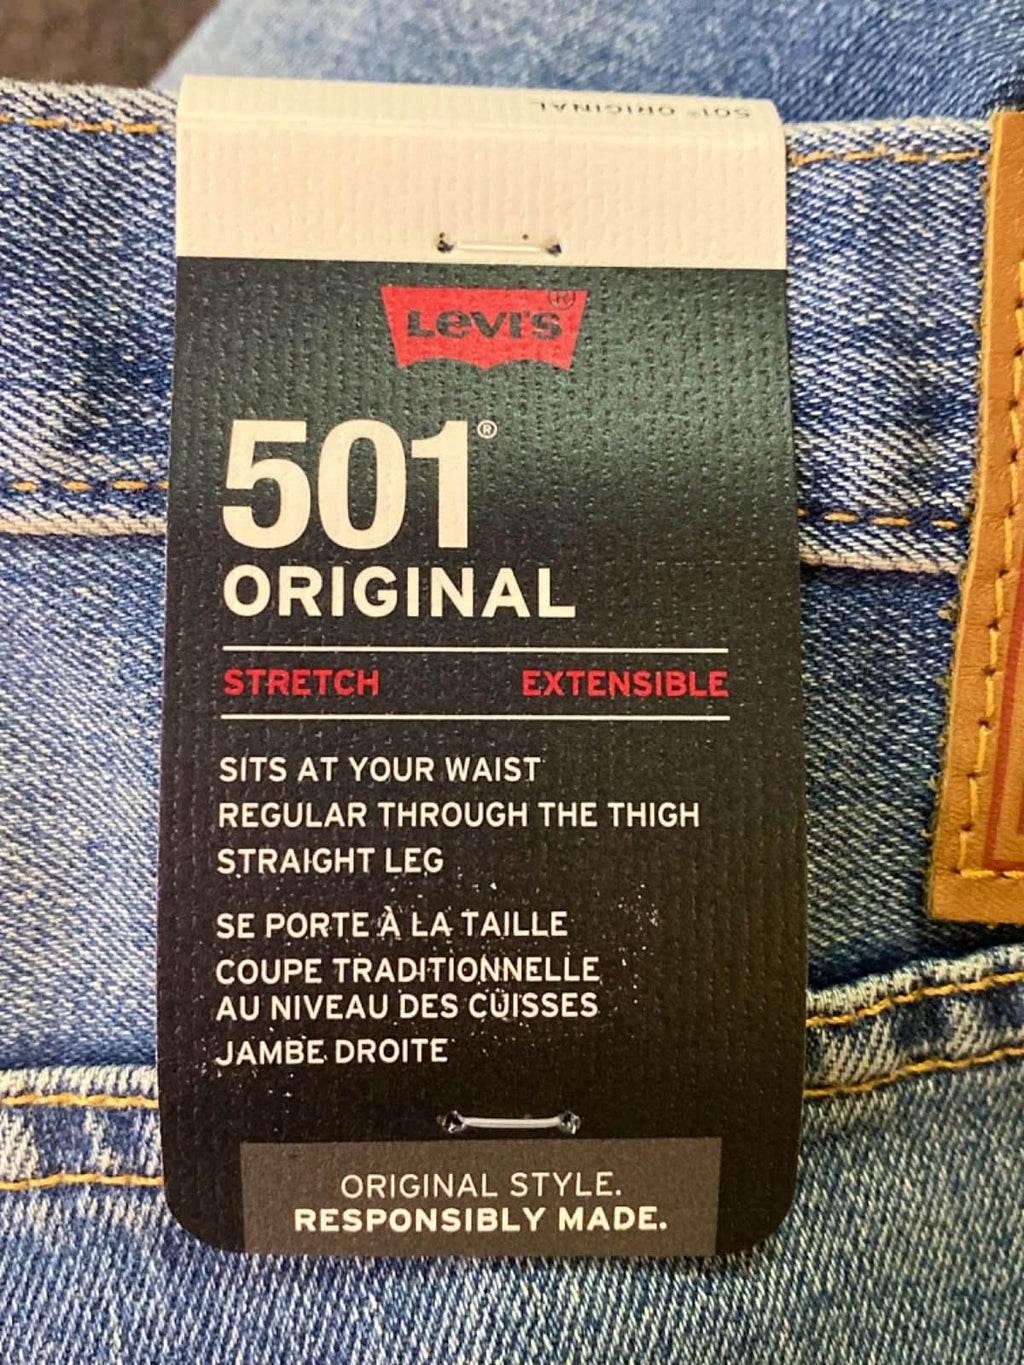 501® ORIGINAL
Levi's®
501®
ORIGINAL
STRETCH EXTENSIBLE
SITS AT YOUR WAIST
REGULAR THROUGH THE THIGH
STRAIGHT LEG
SE PORTE À LA TAILLE
COUPE TRADITIONNELLE
AU NIVEAU DES CUISSES
JAMBE DROITE
ORIGINAL STYLE.
RESPONSIBLY MADE.